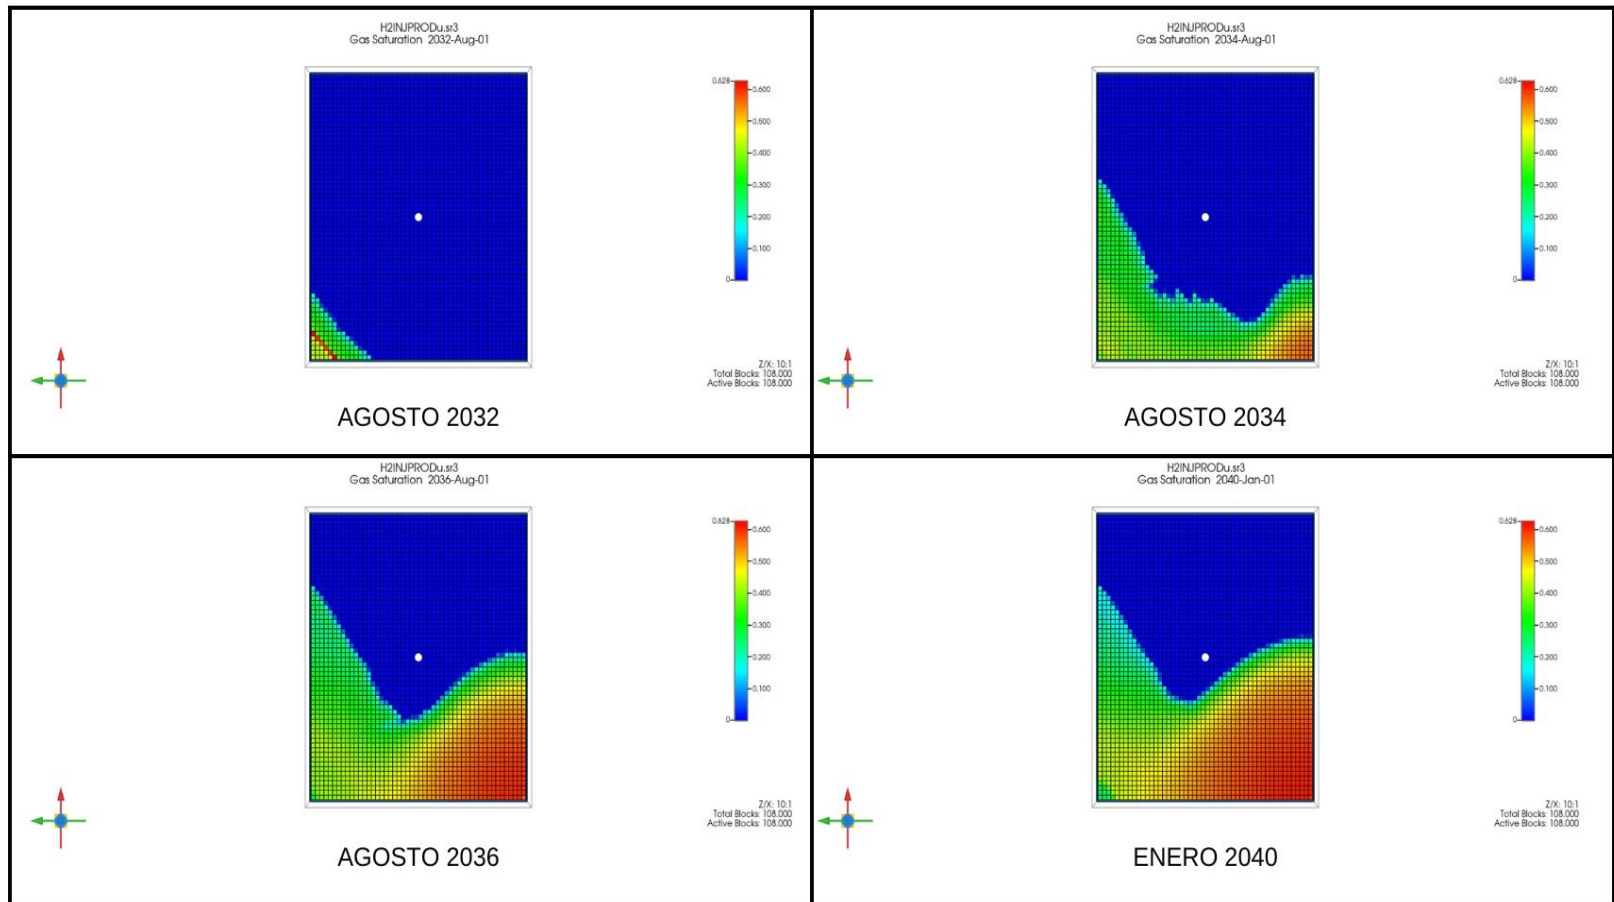 H2INJPRODu.sr3
Gas Saturation 2032-Aug-01
0.628
0.600
0.500
0.400
0.300
0.200
0.100
0
Z/X: 10:1
Total Blocks: 108.000
Active Blocks: 108.000
AGOSTO 2032
H2INJPRODu.sr3
Gas Saturation 2034-Aug-01
0.628
0.600
0.500
0.400
0.300
0.200
0.100
0
Z/X: 10:1
Total Blocks: 108.000
Active Blocks: 108.000
AGOSTO 2034
H2INJPRODu.sr3
Gas Saturation 2036-Aug-01
0.628
0.600
0.500
0.400
0.300
0.200
0.100
0
Z/X: 10:1
Total Blocks: 108.000
Active Blocks: 108.000
AGOSTO 2036
H2INJPRODu.sr3
Gas Saturation 2040-Jan-01
0.628
0.600
0.500
0.400
0.300
0.200
0.100
0
Z/X: 10:1
Total Blocks: 108.000
Active Blocks: 108.000
ENERO 2040